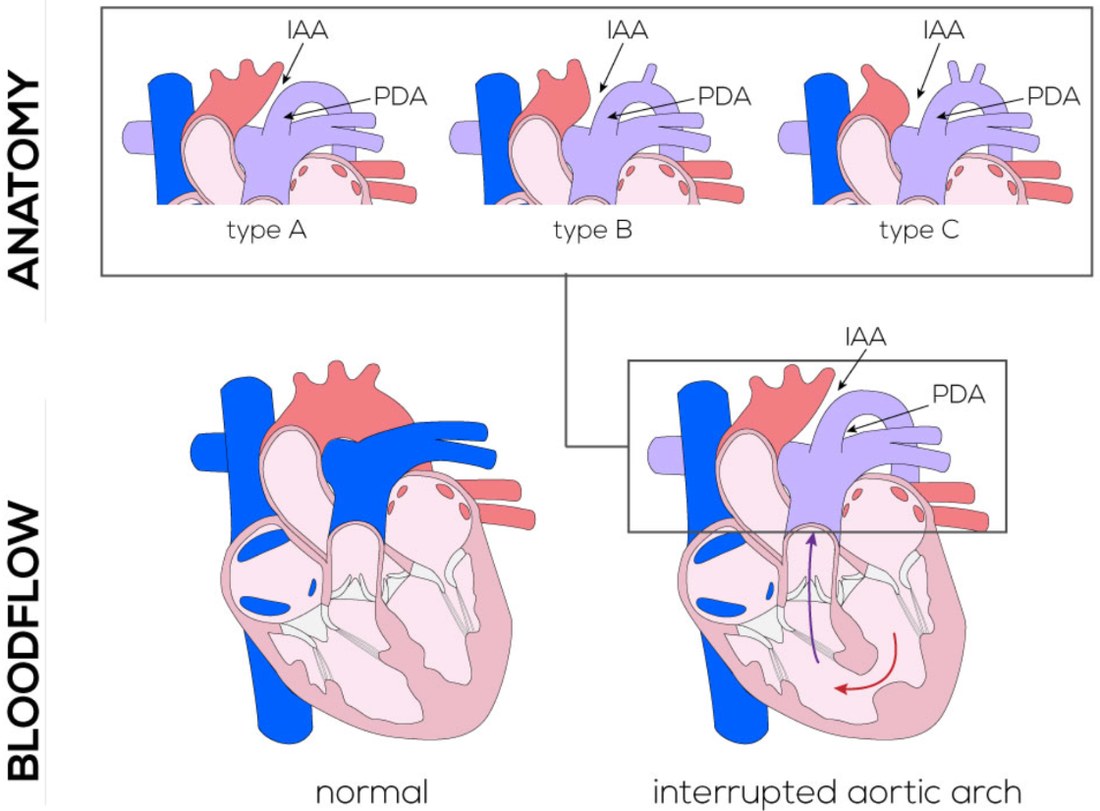 ANATOMY
IAA
PDA
type A
IAA
PDA
type B
IAA
PDA
type C
BLOODFLOW
normal
IAA
PDA
interrupted aortic arch